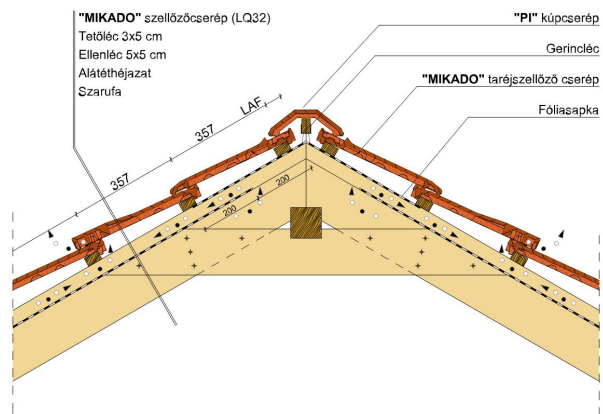 "MIKADO" szellőzőcserép (LQ32)
Tetőléc 3x5 cm
Ellenléc 5x5 cm
Alátéthéjazat
Szarufa
"PI" kúpcserép
Gerincléc
"MIKADO" taréjszellőző cserép
Fóliasapka
LAF
357
357
200
200